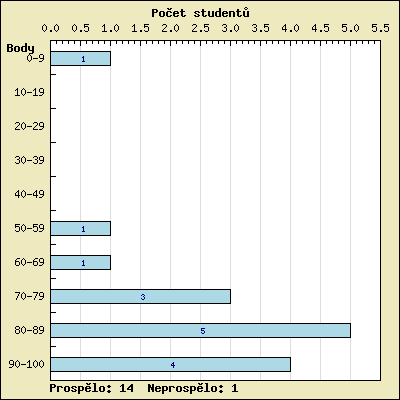 Počet studentů
0.0 0.5 1.0 1.5 2.0 2.5 3.0 3.5 4.0 4.5 5.0 5.5
Body
0-9 1
10-19
20-29
30-39
40-49
50-59 1
60-69 1
70-79 3
80-89 5
90-100 4
Prospělo: 14 Neprospělo: 1